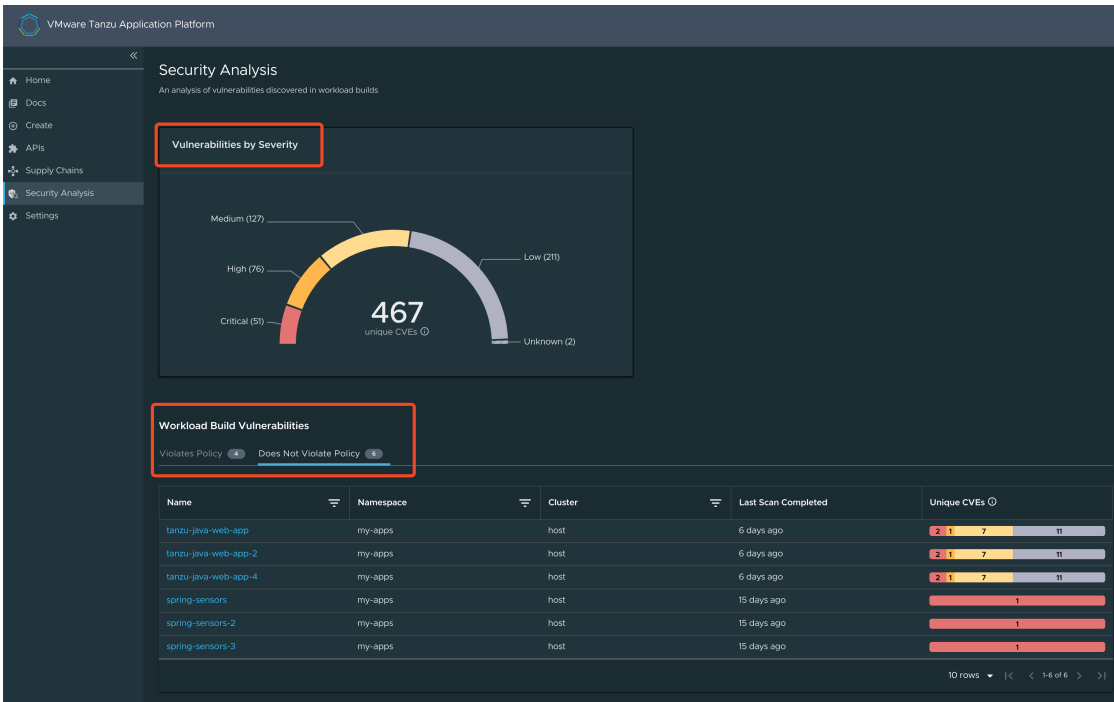 VMware Tanzu Application Platform
Home
Docs
Create
APIs
Supply Chains
Security Analysis
Settings
Security Analysis
An analysis of vulnerabilities discovered in workload builds
Vulnerabilities by Severity
Medium (127)
Low (211)
High (76)
Critical (51)
467
unique CVEs
Unknown (2)
Workload Build Vulnerabilities
Violates Policy 4 Does Not Violate Policy 6
Name Namespace Cluster Last Scan Completed Unique CVEs
tanzu-java-web-app my-apps host 6 days ago 2 1 7 11
tanzu-java-web-app-2 my-apps host 6 days ago 2 1 7 11
tanzu-java-web-app-4 my-apps host 6 days ago 2 1 7 11
spring-sensors my-apps host 15 days ago 1
spring-sensors-2 my-apps host 15 days ago 1
spring-sensors-3 my-apps host 15 days ago 1
10 rows 1-6 of 6